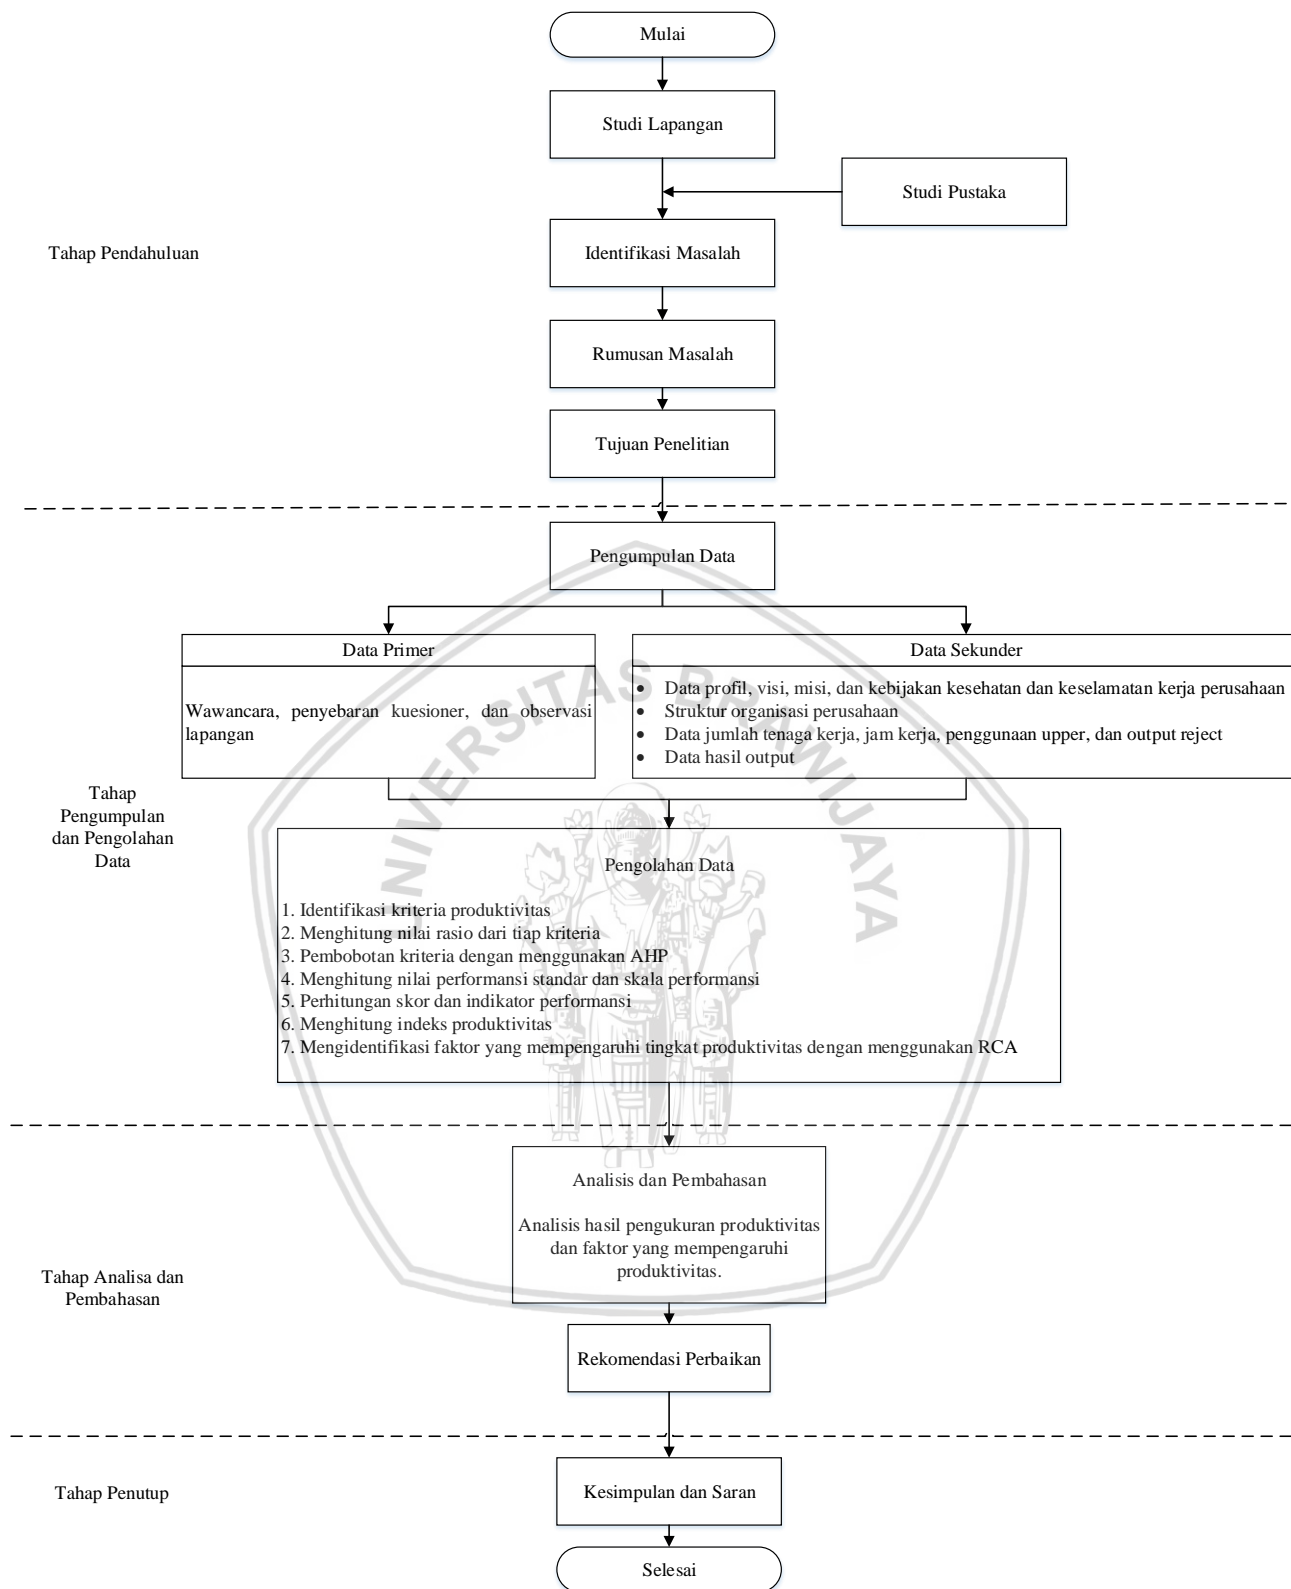 Mulai
Studi Lapangan
Studi Pustaka
Identifikasi Masalah
Tahap Pendahuluan
Rumusan Masalah
Tujuan Penelitian
Pengumpulan Data
Data Primer
Wawancara, penyebaran kuesioner, dan observasi
lapangan
Data Sekunder
• Data profil, visi, misi, dan kebijakan kesehatan dan keselamatan kerja perusahaan
• Struktur organisasi perusahaan
• Data jumlah tenaga kerja, jam kerja, penggunaan upper, dan output reject
• Data hasil output
Tahap
Pengumpulan
dan Pengolahan
Data
Pengolahan Data
1. Identifikasi kriteria produktivitas
2. Menghitung nilai rasio dari tiap kriteria
3. Pembobotan kriteria dengan menggunakan AHP
4. Menghitung nilai performansi standar dan skala performansi
5. Perhitungan skor dan indikator performansi
6. Menghitung indeks produktivitas
7. Mengidentifikasi faktor yang mempengaruhi tingkat produktivitas dengan menggunakan RCA
UNIVERSITAS BRAWIJAYA
Analisis dan Pembahasan
Analisis hasil pengukuran produktivitas
dan faktor yang mempengaruhi
produktivitas.
Tahap Analisa dan
Pembahasan
Rekomendasi Perbaikan
Tahap Penutup
Kesimpulan dan Saran
Selesai